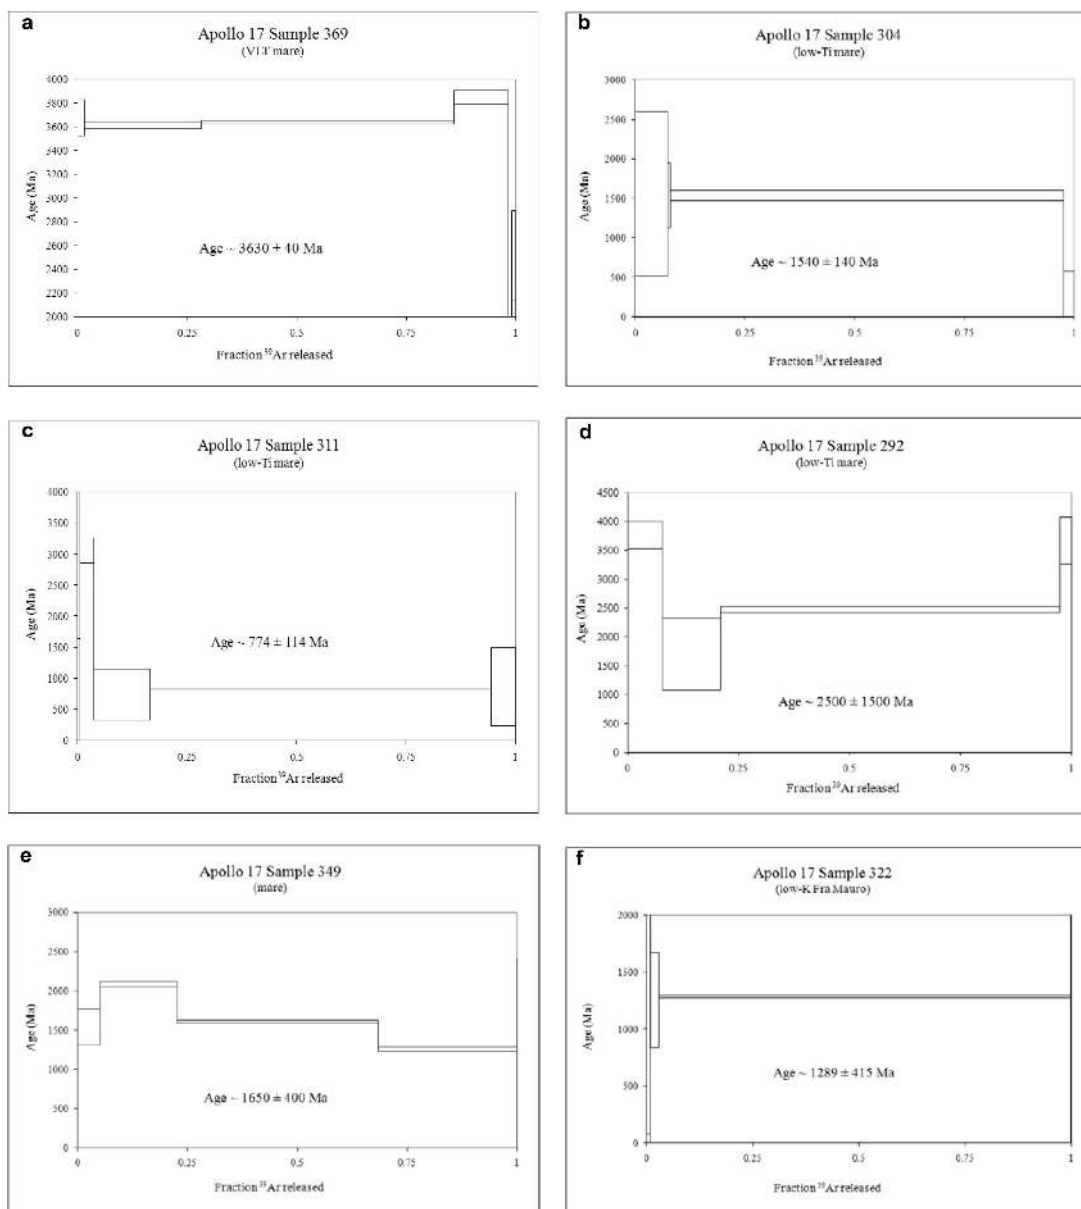 a
Apollo 17 Sample 369
(VLT mare)
4000
3800
3600
3400
3200
3000
2800
2600
2400
2200
2000
Age (Ma)
Age ~ 3630 ± 40 Ma
0
0.25
0.5
0.75
1
Fraction ³⁹Ar released
b
Apollo 17 Sample 304
(low-Ti mare)
3000
2500
2000
1500
1000
500
0
Age (Ma)
Age ~ 1540 ± 140 Ma
0
0.25
0.5
0.75
1
Fraction ³⁹Ar released
c
Apollo 17 Sample 311
(low-Ti mare)
4000
3500
3000
2500
2000
1500
1000
500
0
Age (Ma)
Age ~ 774 ± 114 Ma
0
0.25
0.5
0.75
1
Fraction ³⁹Ar released
d
Apollo 17 Sample 292
(low-Ti mare)
4500
4000
3500
3000
2500
2000
1500
1000
500
0
Age (Ma)
Age ~ 2500 ± 1500 Ma
0
0.25
0.5
0.75
1
Fraction ³⁹Ar released
e
Apollo 17 Sample 349
(mare)
3000
2500
2000
1500
1000
500
0
Age (Ma)
Age ~ 1650 ± 400 Ma
0
0.25
0.5
0.75
1
Fraction ³⁹Ar released
f
Apollo 17 Sample 322
(low-K Fra Mauro)
2000
1500
1000
500
0
Age (Ma)
Age ~ 1289 ± 415 Ma
0
0.25
0.5
0.75
1
Fraction ³⁹Ar released